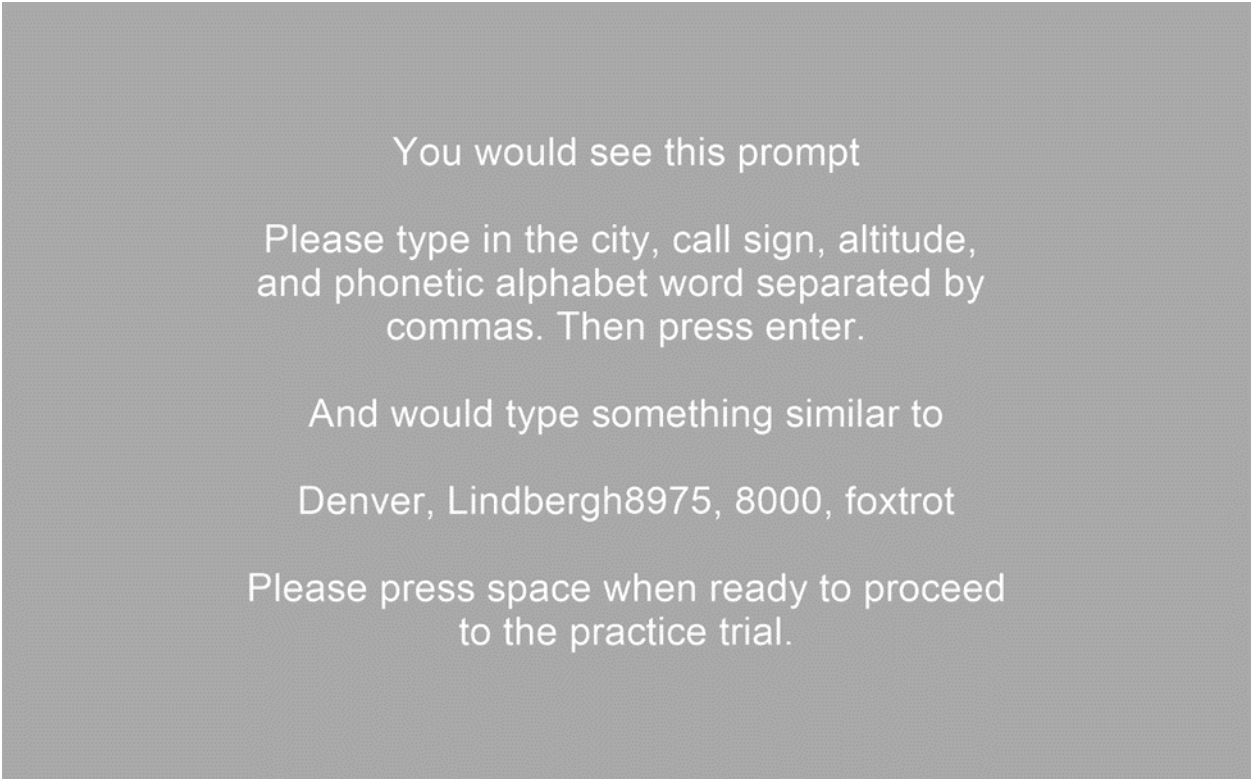 You would see this prompt
Please type in the city, call sign, altitude,
and phonetic alphabet word separated by
commas. Then press enter.
And would type something similar to
Denver, Lindbergh8975, 8000, foxtrot
Please press space when ready to proceed
to the practice trial.